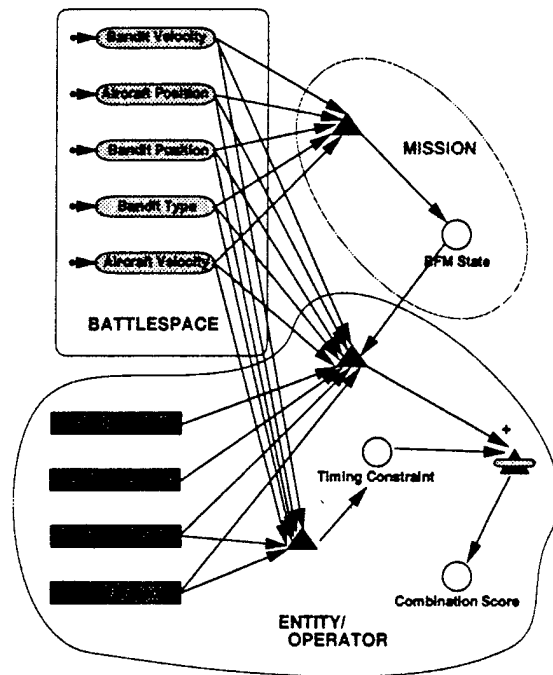 Bandit Velocity
Aircraft Position
Bandit Position
Bandit Type
Aircraft Velocity
BATTLESPACE
MISSION
BFM State
+
Timing Constraint
Combination Score
ENTITY/
OPERATOR